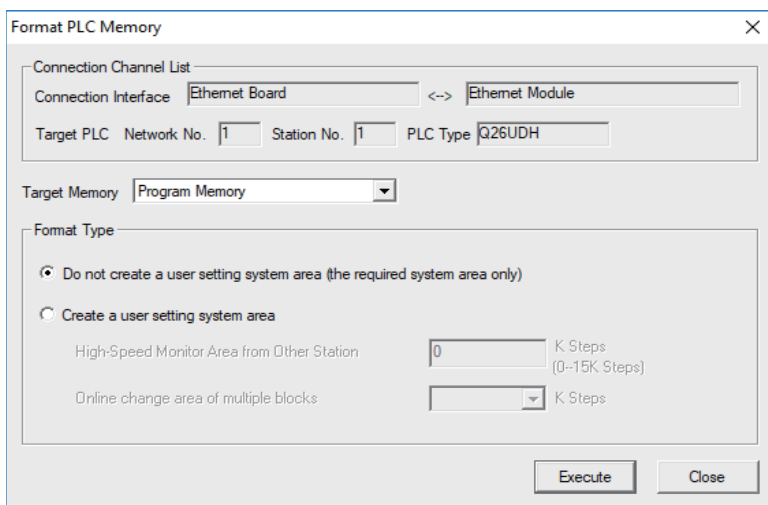 Format PLC Memory
Connection Channel List
Connection Interface Ethernet Board <--> Ethernet Module
Target PLC Network No. 1 Station No. 1 PLC Type Q26UDH
Target Memory Program Memory
Format Type
Do not create a user setting system area (the required system area only)
Create a user setting system area
High-Speed Monitor Area from Other Station 0 K Steps
(0--15K Steps)
Online change area of multiple blocks K Steps
Execute Close